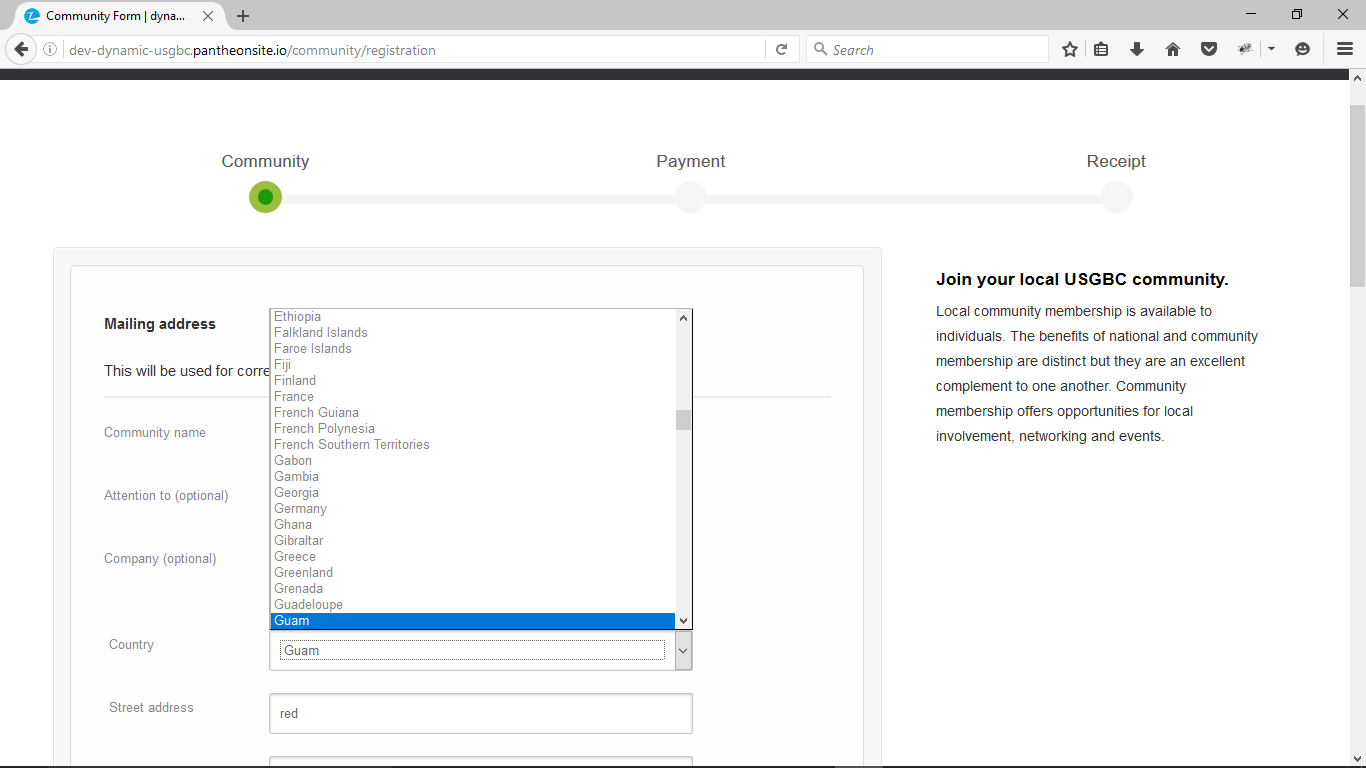 Community Form | dyna...
dev-dynamic-usgbc.pantheonsite.io/community/registration
Search
Community
Payment
Receipt
Mailing address
This will be used for corre
Community name
Attention to (optional)
Company (optional)
Country
Street address
Ethiopia
Falkland Islands
Faroe Islands
Fiji
Finland
France
French Guiana
French Polynesia
French Southern Territories
Gabon
Gambia
Georgia
Germany
Ghana
Gibraltar
Greece
Greenland
Grenada
Guadeloupe
Guam
Guam
red
Join your local USGBC community.
Local community membership is available to
individuals. The benefits of national and community
membership are distinct but they are an excellent
complement to one another. Community
membership offers opportunities for local
involvement, networking and events.